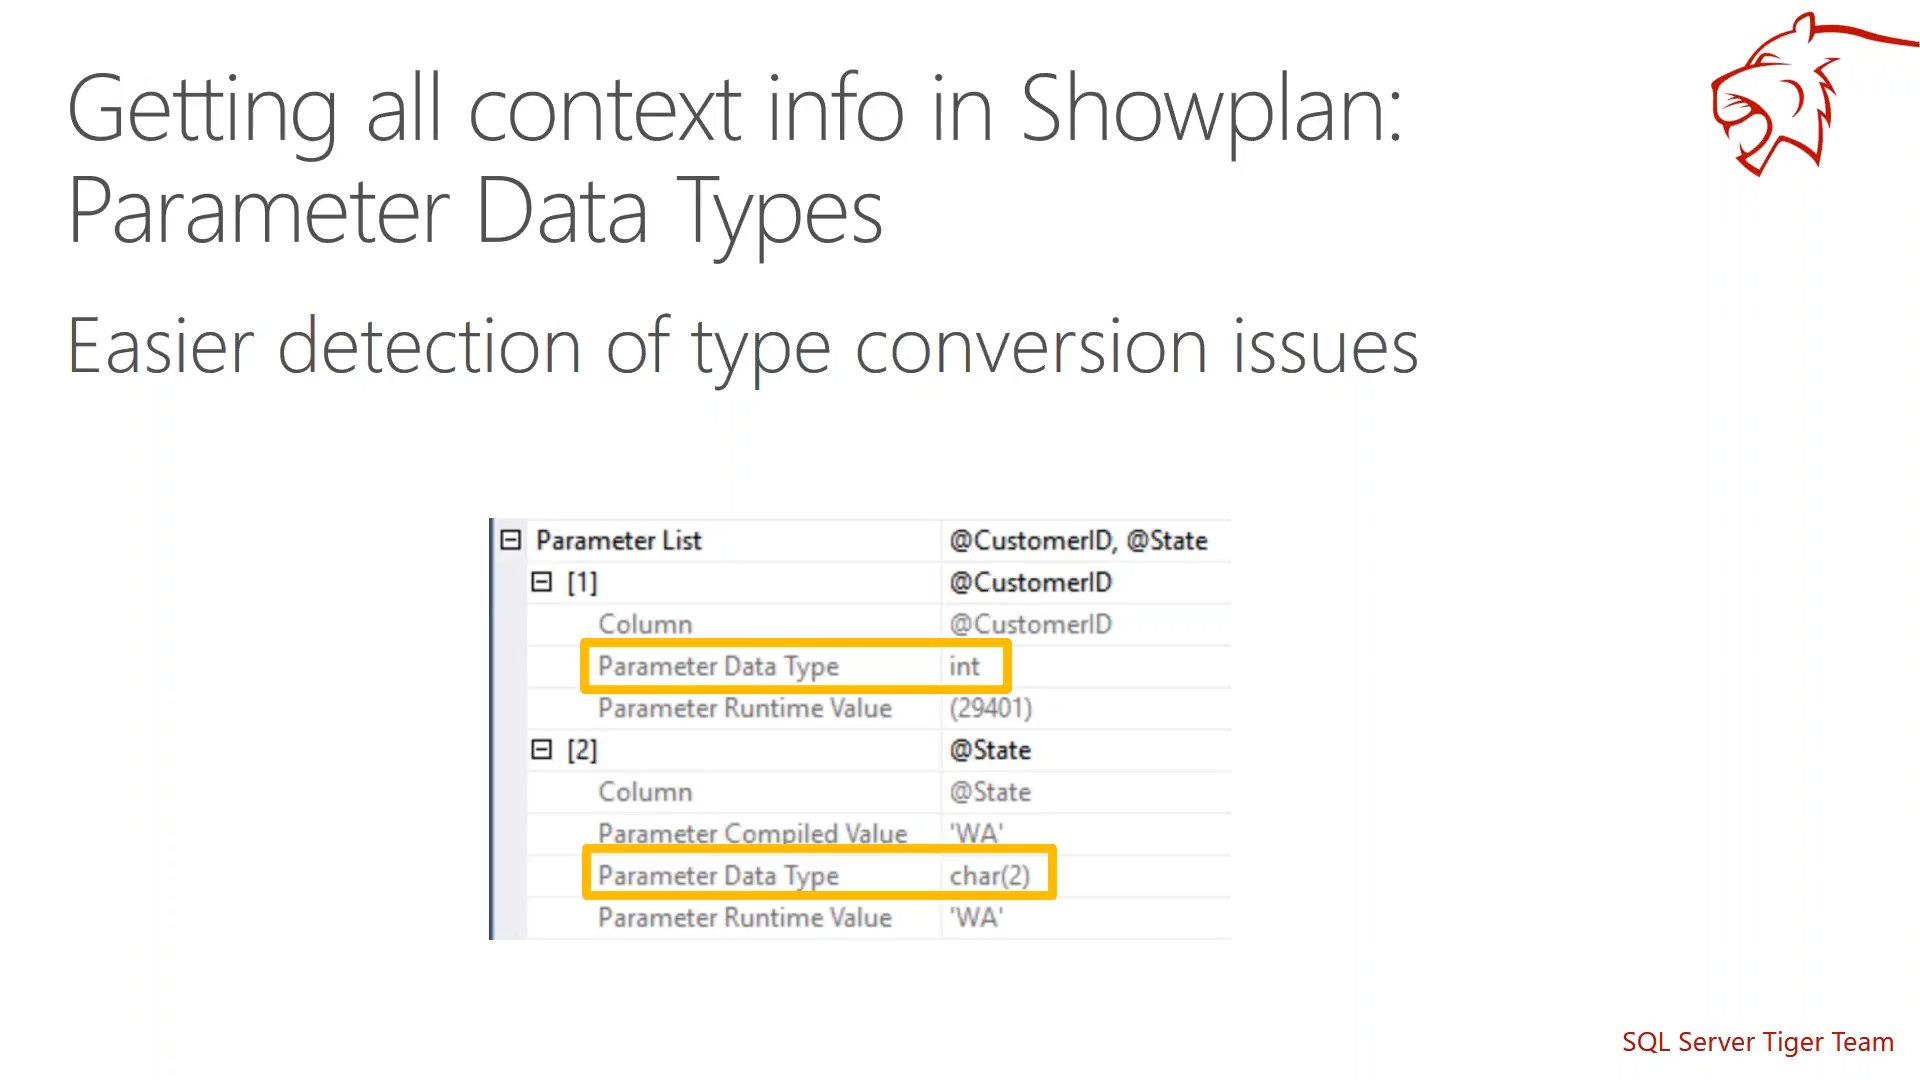 Getting all context info in Showplan:
Parameter Data Types
Easier detection of type conversion issues
Parameter List @CustomerID, @State
[1] @CustomerID
Column @CustomerID
Parameter Data Type int
Parameter Runtime Value (29401)
[2] @State
Column @State
Parameter Compiled Value 'WA'
Parameter Data Type char(2)
Parameter Runtime Value 'WA'
SQL Server Tiger Team